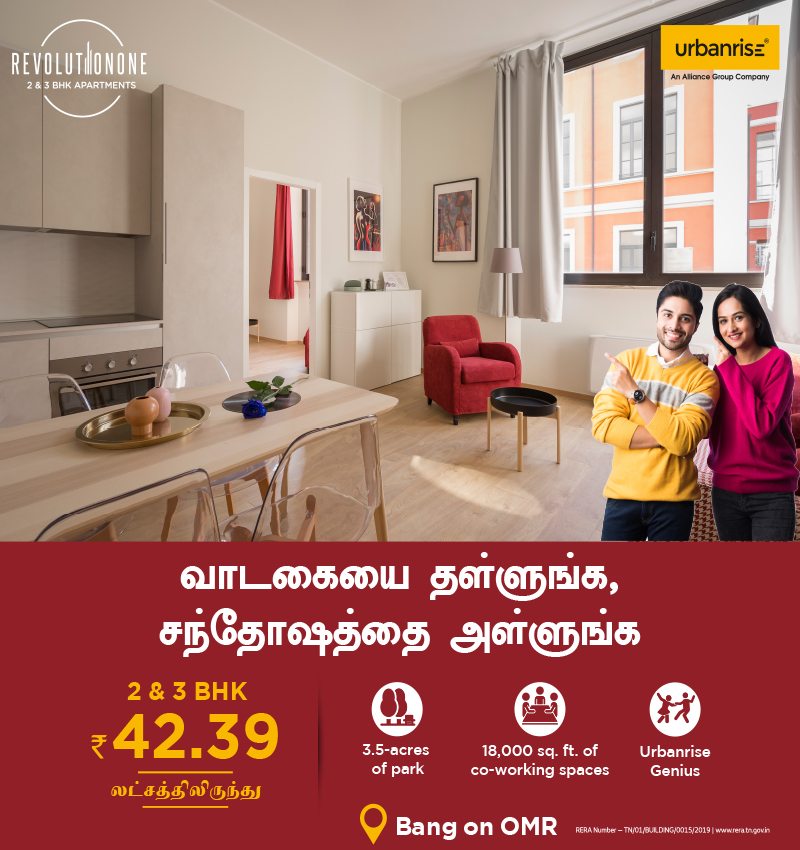 REVOLUTIONONE
2 & 3 BHK APARTMENTS
urbanrise®
An Alliance Group Company
வாடகையை தள்ளுங்க,
சந்தோஷத்தை அள்ளுங்க
2 & 3 BHK
₹42.39
லட்சத்திலிருந்து
3.5-acres
of park
18,000 sq. ft. of
co-working spaces
Urbanrise
Genius
Bang on OMR
RERA Number – TN/01/BUILDING/0015/2019 | www.rera.tn.gov.in